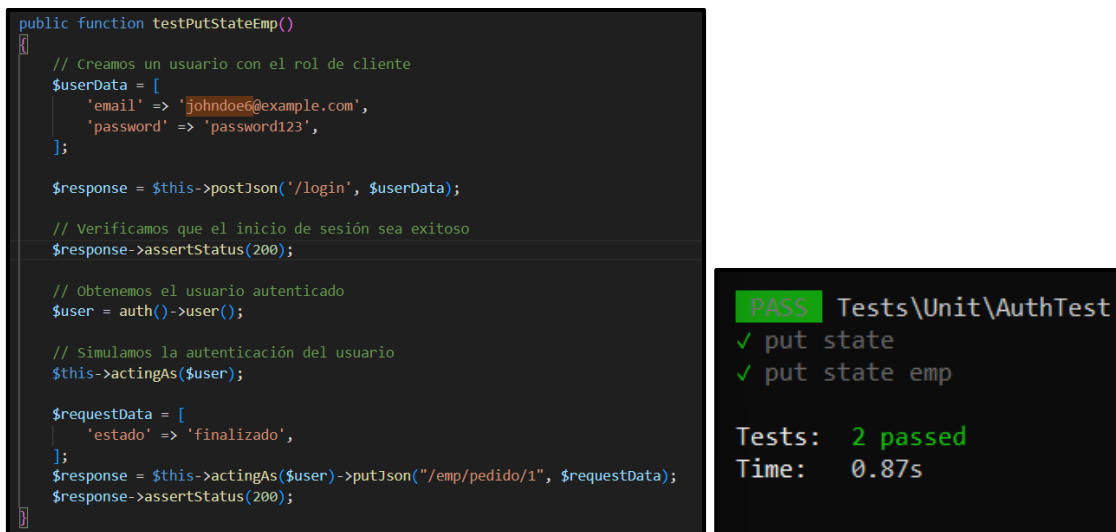 public function testPutStateEmp()
{
    // Creamos un usuario con el rol de cliente
    $userData = [
        'email' => 'johndoe6@example.com',
        'password' => 'password123',
    ];
    $response = $this->postJson('/login', $userData);
    // Verificamos que el inicio de sesión sea exitoso
    $response->assertStatus(200);
    // Obtenemos el usuario autenticado
    $user = auth()->user();
    // Simulamos la autenticación del usuario
    $this->actingAs($user);
    $requestData = [
        'estado' => 'finalizado',
    ];
    $response = $this->actingAs($user)->putJson("/emp/pedido/1", $requestData);
    $response->assertStatus(200);
}
PASS Tests\Unit\AuthTest
✓ put state
✓ put state emp
Tests: 2 passed
Time: 0.87s